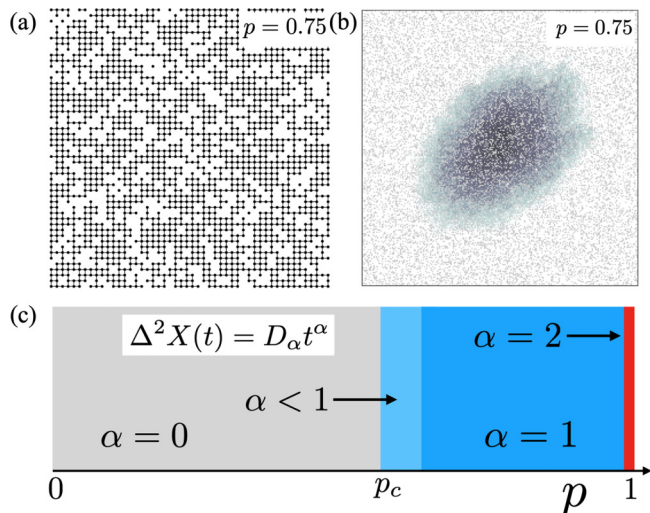 (a)
p = 0.75
(b)
p = 0.75
(c)
Δ²X(t) = D_α t^α
α = 2
α < 1
α = 0
α = 1
0
p_c
p
1